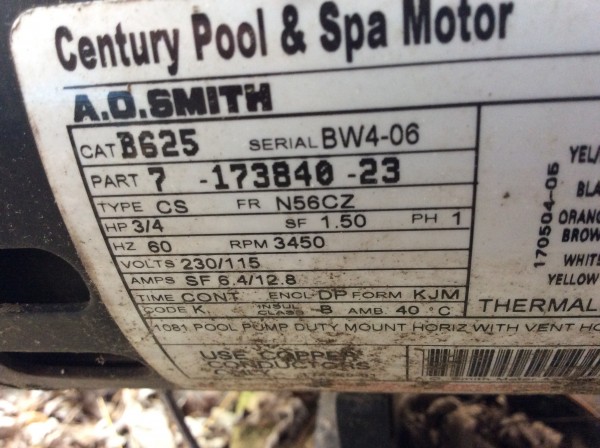 Century Pool & Spa Motor
A.O.SMITH
CAT B625 SERIAL BW4-06
PART 7 -173840 -23
TYPE CS FR N56CZ
HP 3/4 SF 1.50 PH 1
HZ 60 RPM 3450
VOLTS 230/115
AMPS SF 6.4/12.8
TIME CONT ENCL DP FORM KJM
CODE K INSUL CLASS B AMB 40 °C
1081 POOL PUMP DUTY MOUNT HORIZ WITH VENT
USE COPPER
CONDUCTORS
170504-05
YEL/
ORAN
BROW
WHITE
YELLOW
THERMAL